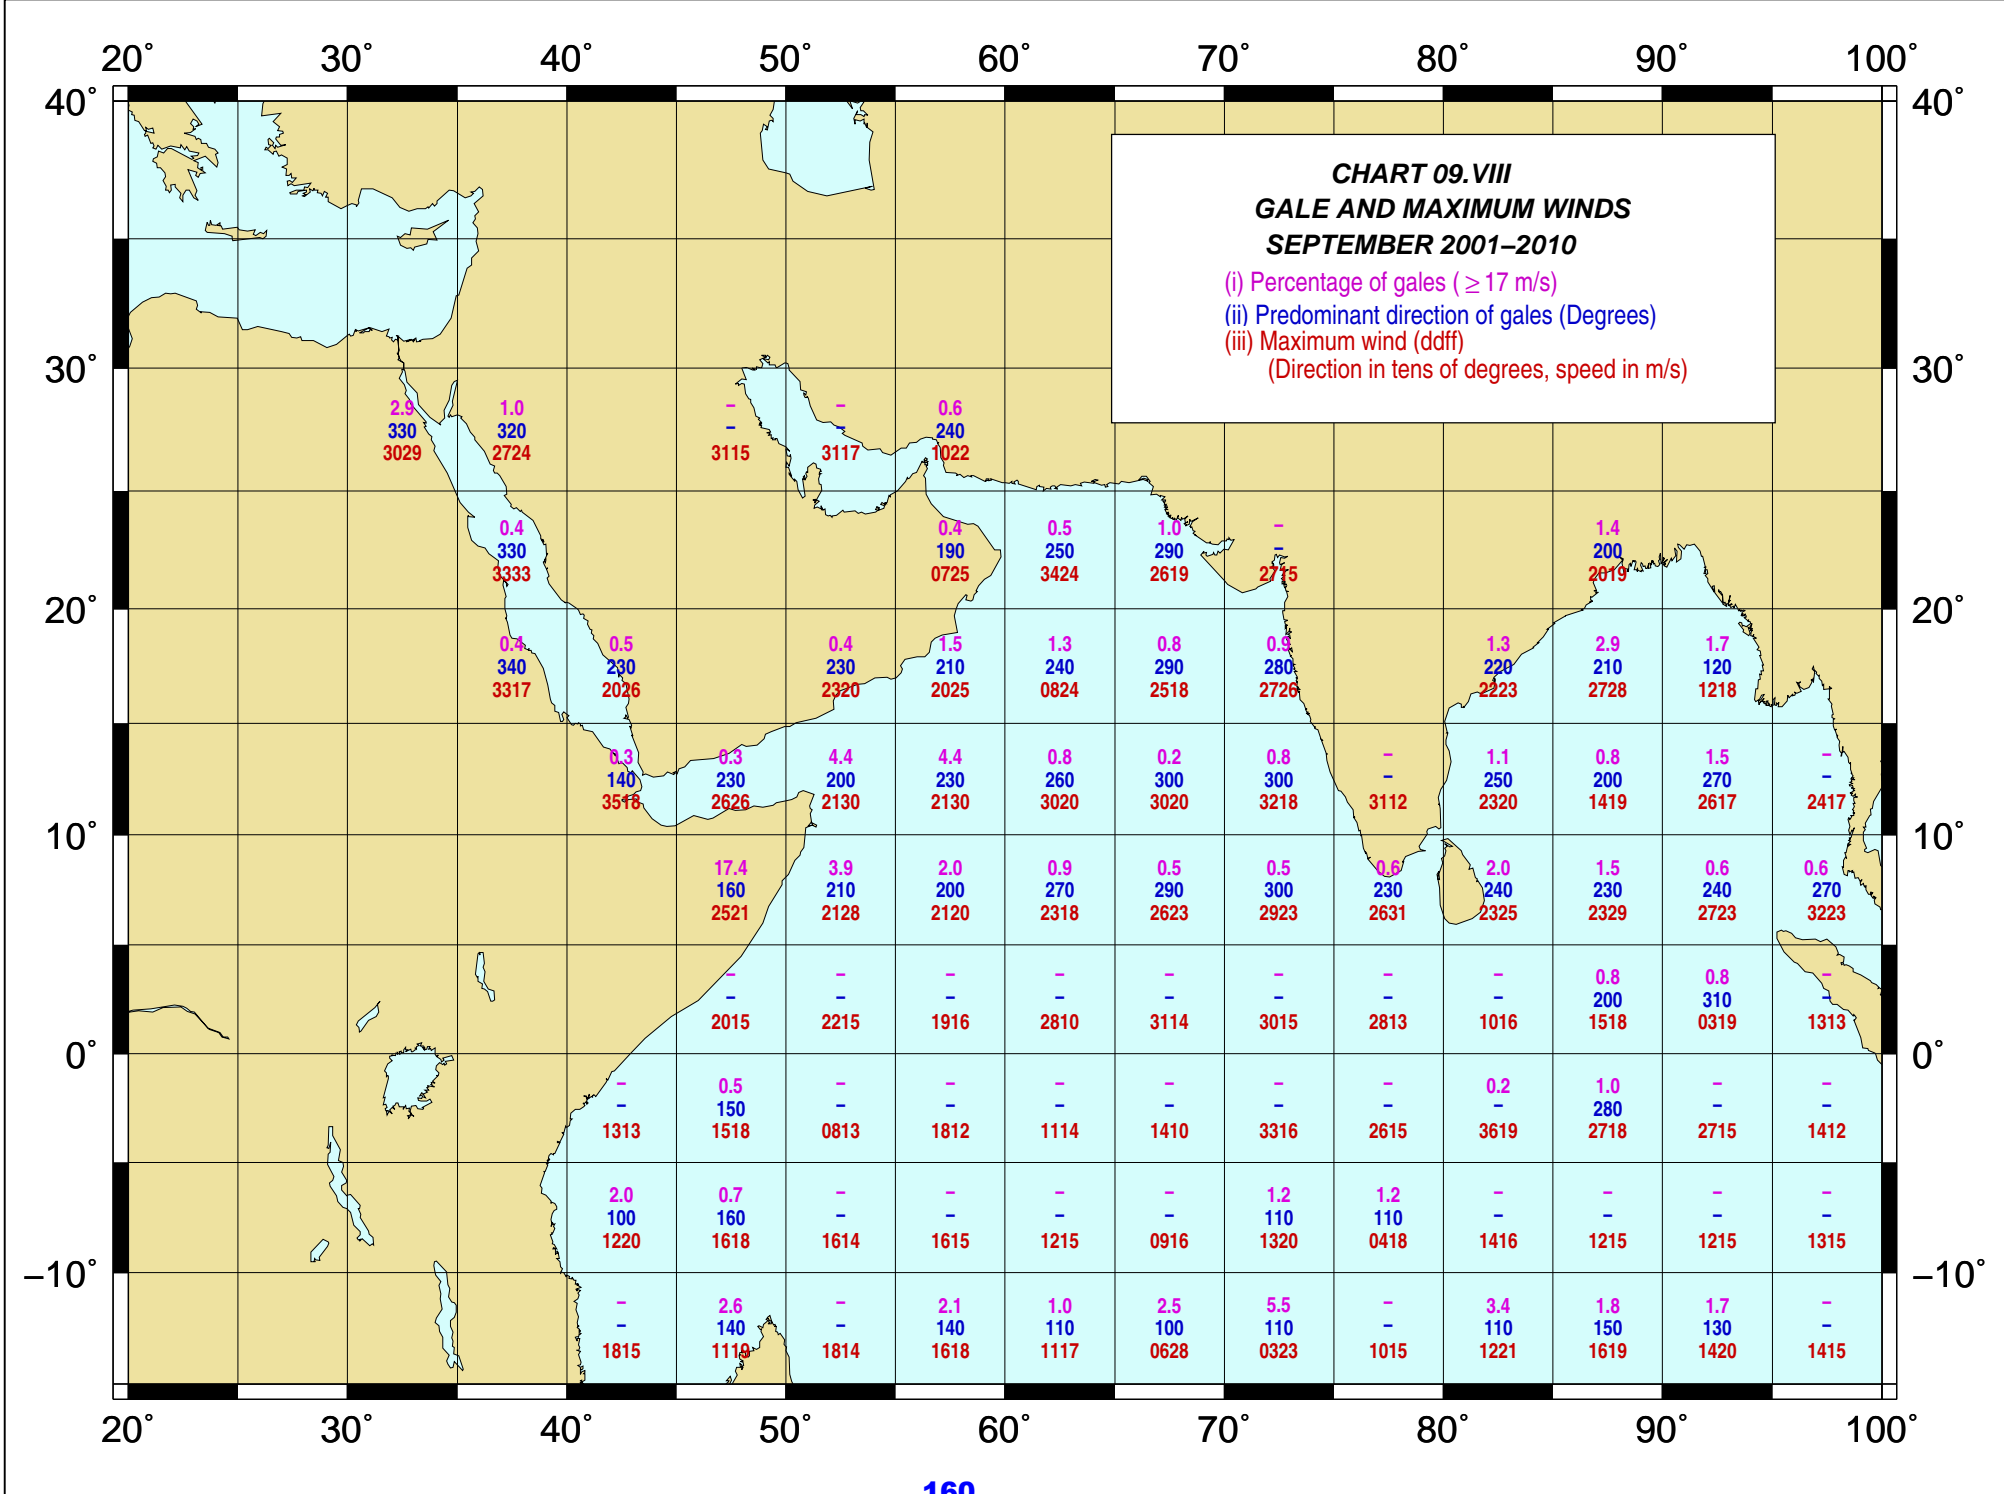 20˚ 30˚ 40˚ 50˚ 60˚ 70˚ 80˚ 90˚ 100˚
40˚ 40˚
CHART 09.VIII
GALE AND MAXIMUM WINDS
SEPTEMBER 2001–2010
(i) Percentage of gales ( ≥ 17 m/s)
(ii) Predominant direction of gales (Degrees)
(iii) Maximum wind (ddff)
(Direction in tens of degrees, speed in m/s)
30˚ 30˚
2.9 1.0 – – 0.6
330 320 – – 240
3029 2724 3115 3117 1022
0.4 0.4 0.5 1.0 – 1.4
330 190 250 290 – 200
3333 0725 3424 2619 2715 2019
20˚ 20˚
0.4 0.5 0.4 1.5 1.3 0.8 0.9 1.3 2.9 1.7
340 230 230 210 240 290 280 220 210 120
3317 2026 2320 2025 0824 2518 2726 2223 2728 1218
0.3 0.3 4.4 4.4 0.8 0.2 0.8 – 1.1 0.8 1.5 –
140 230 200 230 260 300 300 – 250 200 270 –
3518 2626 2130 2130 3020 3020 3218 3112 2320 1419 2617 2417
10˚ 10˚
17.4 3.9 2.0 0.9 0.5 0.5 0.6 2.0 1.5 0.6 0.6
160 210 200 270 290 300 230 240 230 240 270
2521 2128 2120 2318 2623 2923 2631 2325 2329 2723 3223
– – – – – – – – 0.8 0.8 –
– – – – – – – – 200 310 –
2015 2215 1916 2810 3114 3015 2813 1016 1518 0319 1313
0˚ 0˚
– 0.5 – – – – – – 0.2 1.0 – –
– 150 – – – – – – – 280 – –
1313 1518 0813 1812 1114 1410 3316 2615 3619 2718 2715 1412
2.0 0.7 – – – – 1.2 1.2 – – – –
100 160 – – – – 110 110 – – – –
1220 1618 1614 1615 1215 0916 1320 0418 1416 1215 1215 1315
–10˚ –10˚
– 2.6 – 2.1 1.0 2.5 5.5 – 3.4 1.8 1.7 –
– 140 – 140 110 100 110 – 110 150 130 –
1815 1119 1814 1618 1117 0628 0323 1015 1221 1619 1420 1415
20˚ 30˚ 40˚ 50˚ 60˚ 70˚ 80˚ 90˚ 100˚
160